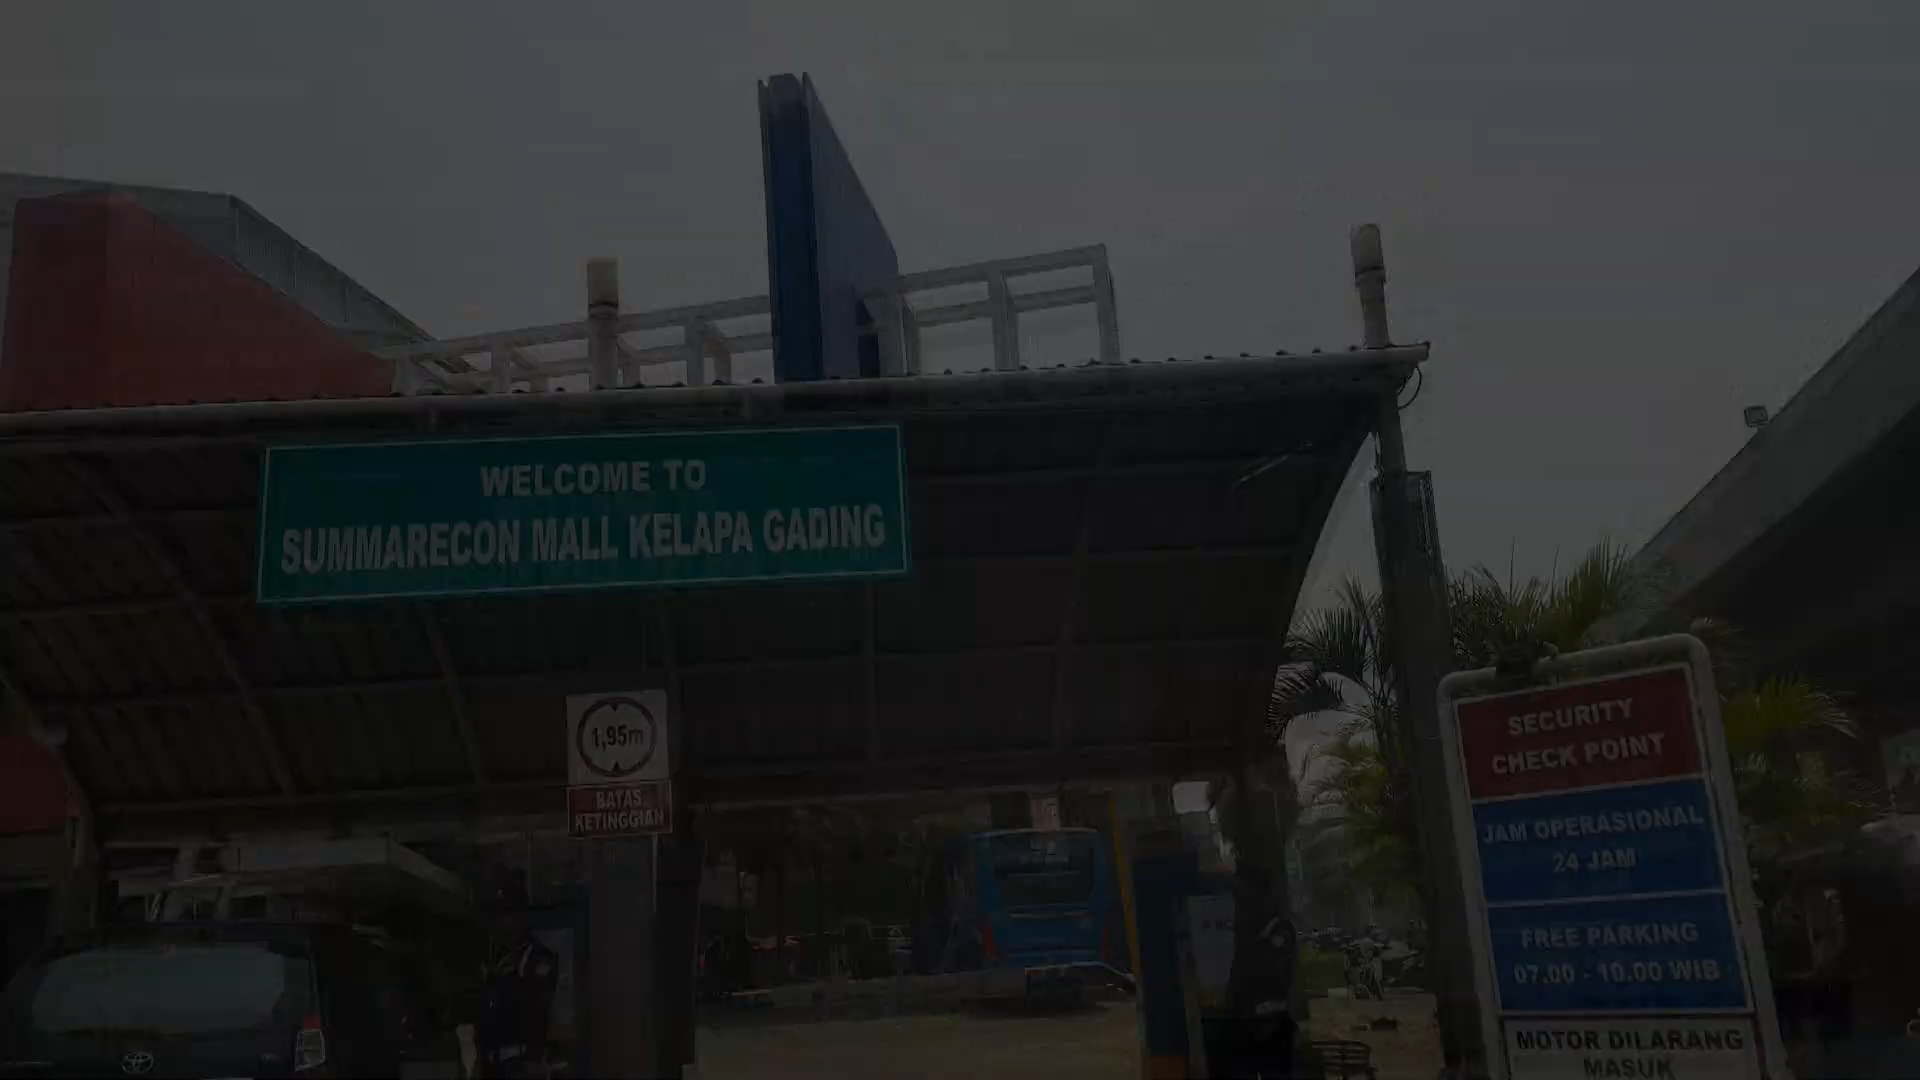 WELCOME TO
SUMMARECON MALL KELAPA GADING
1,95m
BATAS
KETINGGIAN
SECURITY
CHECK POINT
JAM OPERASIONAL
24 JAM
FREE PARKING
07.00 - 10.00 WIB
MOTOR DILARANG
MASUK